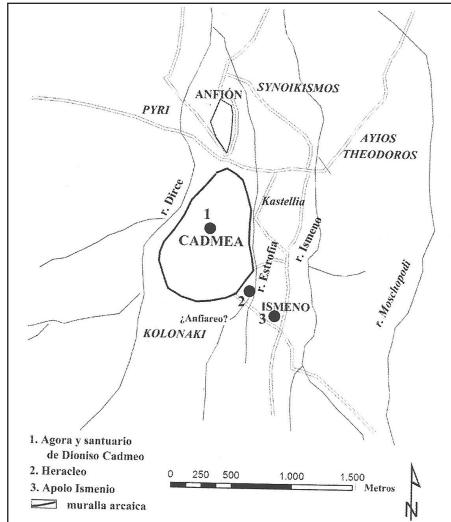 ANFIÓN
SYNOIKISMOS
PYRI
AYIOS
THEODOROS
r. Dirce
Kastellia
1
CADMEA
r. Estrofia
r. Ismeno
r. Moschopodi
2
ISMENO
3
¿Anfiareo?
KOLONAKI
1. Agora y santuario
de Dioniso Cadmeo
2. Heracleo
3. Apolo Ismenio
muralla arcaica
0 250 500 1.000 1.500
Metros
N